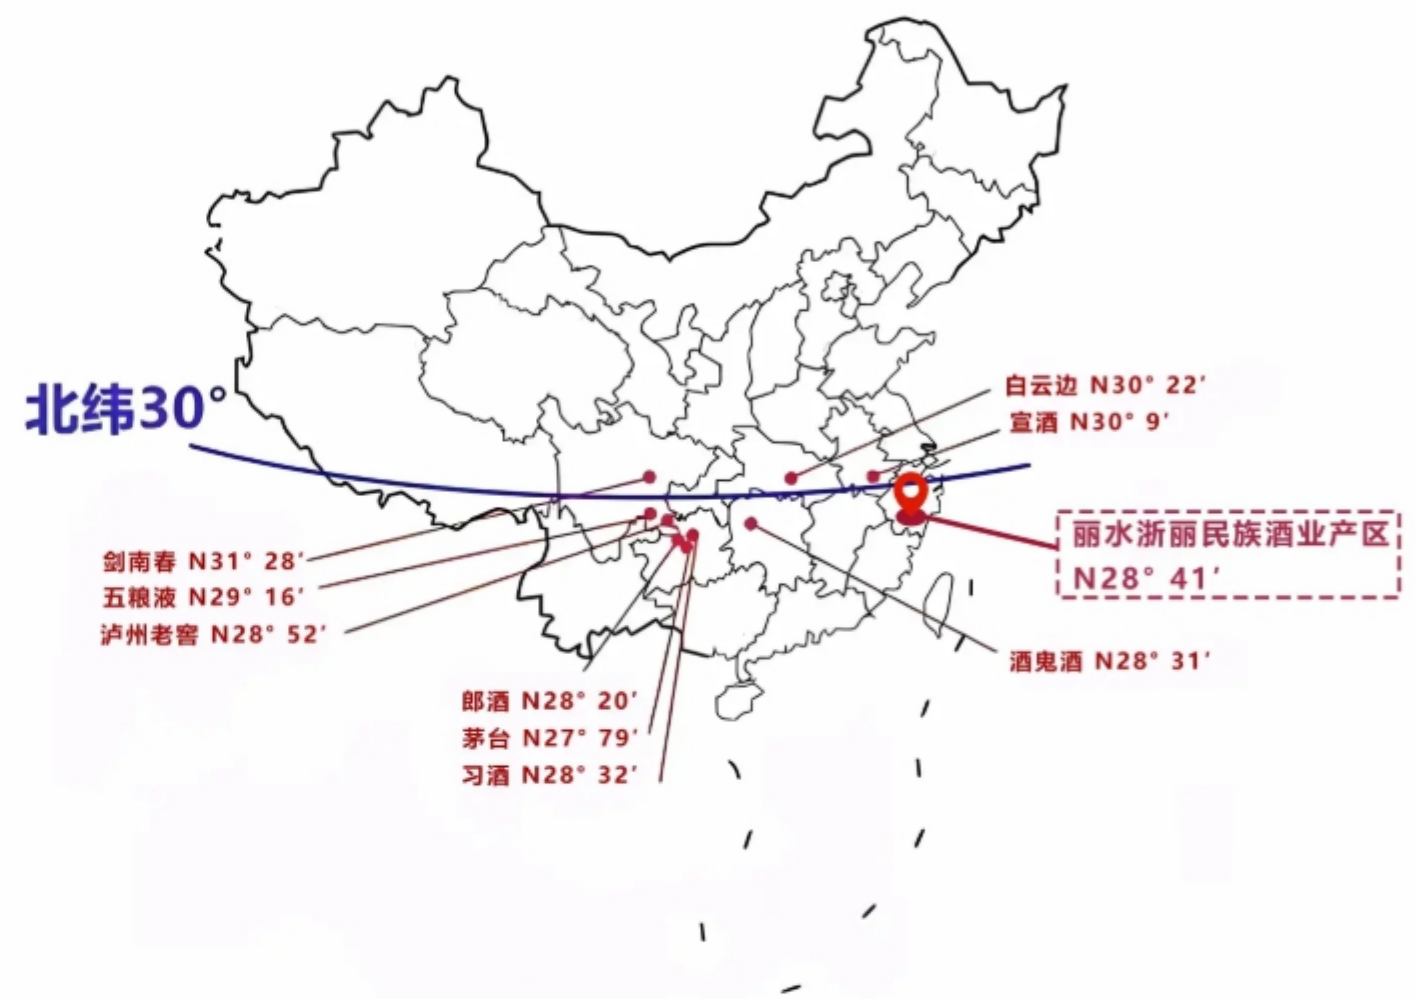 北纬30°
白云边 N30° 22′
宣酒 N30° 9′
剑南春 N31° 28′
五粮液 N29° 16′
泸州老窖 N28° 52′
丽水浙丽民族酒业产区
N28° 41′
酒鬼酒 N28° 31′
郎酒 N28° 20′
茅台 N27° 79′
习酒 N28° 32′